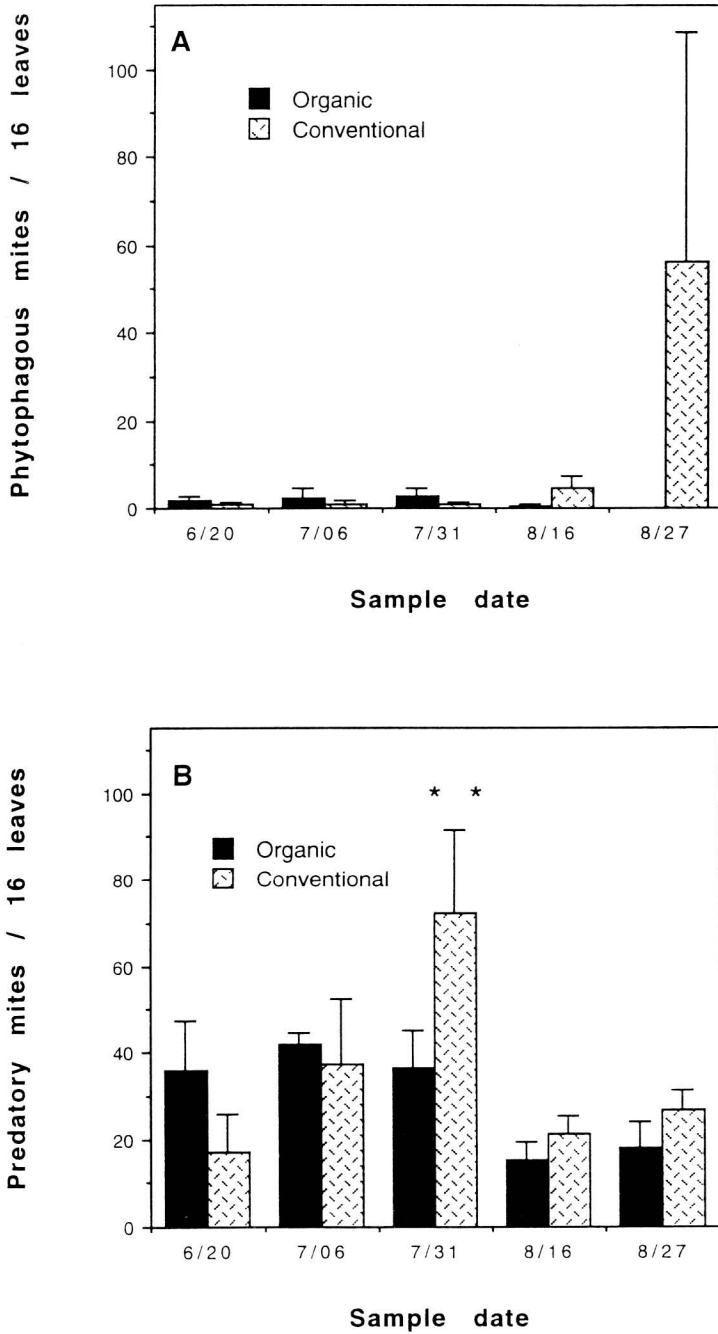 A
Organic
Conventional
Phytophagous mites / 16 leaves
100
80
60
40
20
0
6/20 7/06 7/31 8/16 8/27
Sample date
B
* *
Organic
Conventional
Predatory mites / 16 leaves
100
80
60
40
20
0
6/20 7/06 7/31 8/16 8/27
Sample date